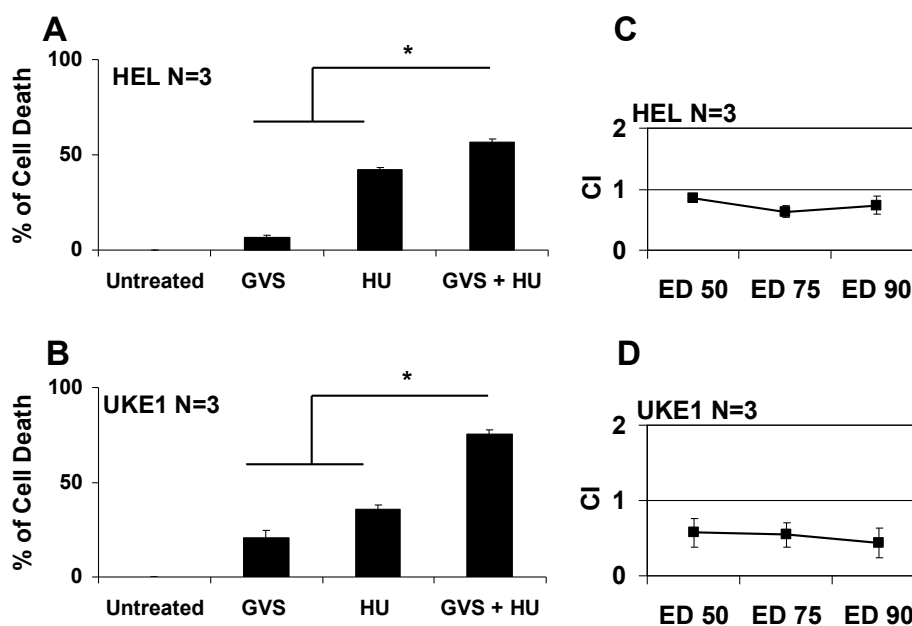 A
% of Cell Death
100
50
0
HEL N=3
*
Untreated GVS HU GVS + HU
C
HEL N=3
CI
2
1
0
ED 50 ED 75 ED 90
B
% of Cell Death
100
50
0
UKE1 N=3
*
Untreated GVS HU GVS + HU
D
UKE1 N=3
CI
2
1
0
ED 50 ED 75 ED 90